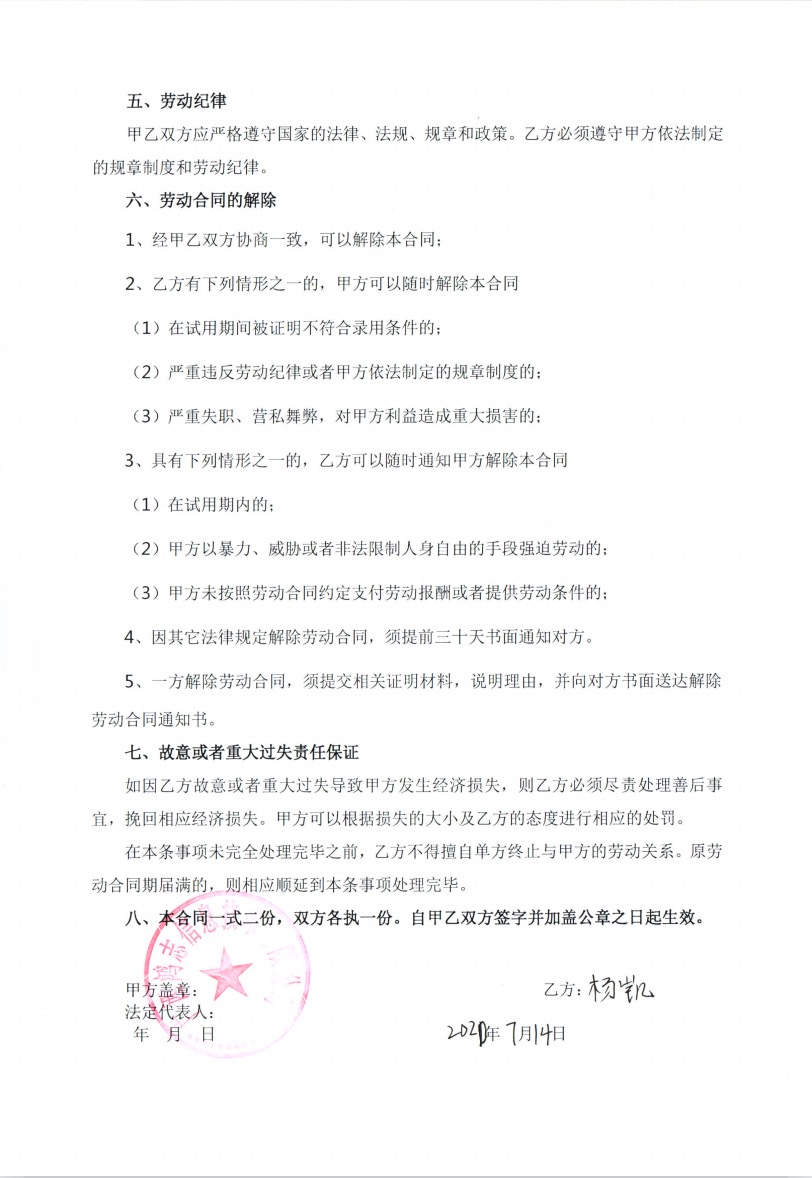 五、劳动纪律
甲乙双方应严格遵守国家的法律、法规、规章和政策。乙方必须遵守甲方依法制定
的规章制度和劳动纪律。
六、劳动合同的解除
1、经甲乙双方协商一致，可以解除本合同；
2、乙方有下列情形之一的，甲方可以随时解除本合同
（1）在试用期间被证明不符合录用条件的；
（2）严重违反劳动纪律或者甲方依法制定的规章制度的；
（3）严重失职、营私舞弊，对甲方利益造成重大损害的；
3、具有下列情形之一的，乙方可以随时通知甲方解除本合同
（1）在试用期内的；
（2）甲方以暴力、威胁或者非法限制人身自由的手段强迫劳动的；
（3）甲方未按照劳动合同约定支付劳动报酬或者提供劳动条件的；
4、因其它法律规定解除劳动合同，须提前三十天书面通知对方。
5、一方解除劳动合同，须提交相关证明材料，说明理由，并向对方书面送达解除
劳动合同通知书。
七、故意或者重大过失责任保证
如因乙方故意或者重大过失导致甲方发生经济损失，则乙方必须尽责处理善后事
宜，挽回相应经济损失。甲方可以根据损失的大小及乙方的态度进行相应的处罚。
在本条事项未完全处理完毕之前，乙方不得擅自单方终止与甲方的劳动关系。原劳
动合同期届满的，则相应顺延到本条事项处理完毕。
八、本合同一式二份，双方各执一份。自甲乙双方签字并加盖公章之日起生效。
鸿志信息
甲方盖章：
乙方：杨凯
法定代表人：
年 月 日
年7月14日